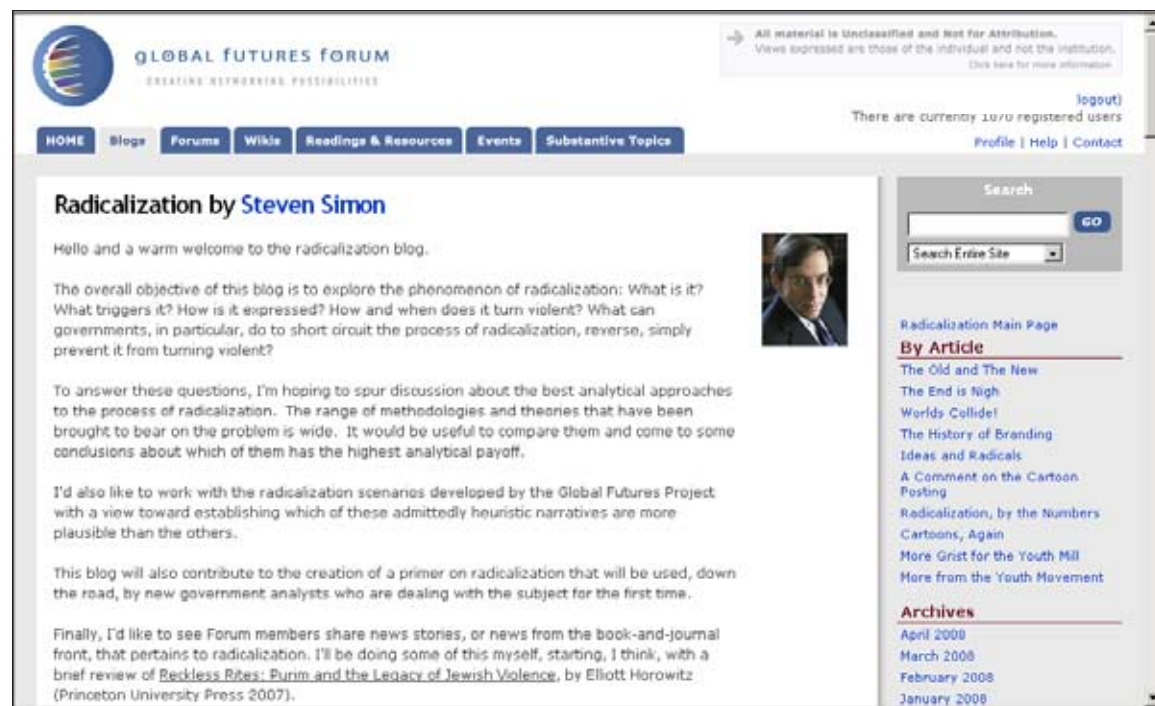 gLOBAL fUTURES fORUM
CREATING NETWORKING POSSIBILITIES
All material is Unclassified and Not for Attribution.
Views expressed are those of the individual and not the institution.
Click here for more information
logout)
There are currently 1070 registered users
Profile | Help | Contact
HOME Blogs Forums Wikis Readings & Resources Events Substantive Topics
Radicalization by Steven Simon
Hello and a warm welcome to the radicalization blog.
The overall objective of this blog is to explore the phenomenon of radicalization: What is it?
What triggers it? How is it expressed? How and when does it turn violent? What can
governments, in particular, do to short circuit the process of radicalization, reverse, simply
prevent it from turning violent?
To answer these questions, I'm hoping to spur discussion about the best analytical approaches
to the process of radicalization. The range of methodologies and theories that have been
brought to bear on the problem is wide. It would be useful to compare them and come to some
conclusions about which of them has the highest analytical payoff.
I'd also like to work with the radicalization scenarios developed by the Global Futures Project
with a view toward establishing which of these admittedly heuristic narratives are more
plausible than the others.
This blog will also contribute to the creation of a primer on radicalization that will be used, down
the road, by new government analysts who are dealing with the subject for the first time.
Finally, I'd like to see Forum members share news stories, or news from the book-and-journal
front, that pertains to radicalization. I'll be doing some of this myself, starting, I think, with a
brief review of Reckless Rites: Purim and the Legacy of Jewish Violence, by Elliott Horowitz
(Princeton University Press 2007).
Search
GO
Search Entire Site
Radicalization Main Page
By Article
The Old and The New
The End is Nigh
Worlds Collide!
The History of Branding
Ideas and Radicals
A Comment on the Cartoon
Posting
Radicalization, by the Numbers
Cartoons, Again
More Grist for the Youth Mill
More from the Youth Movement
Archives
April 2008
March 2008
February 2008
January 2008